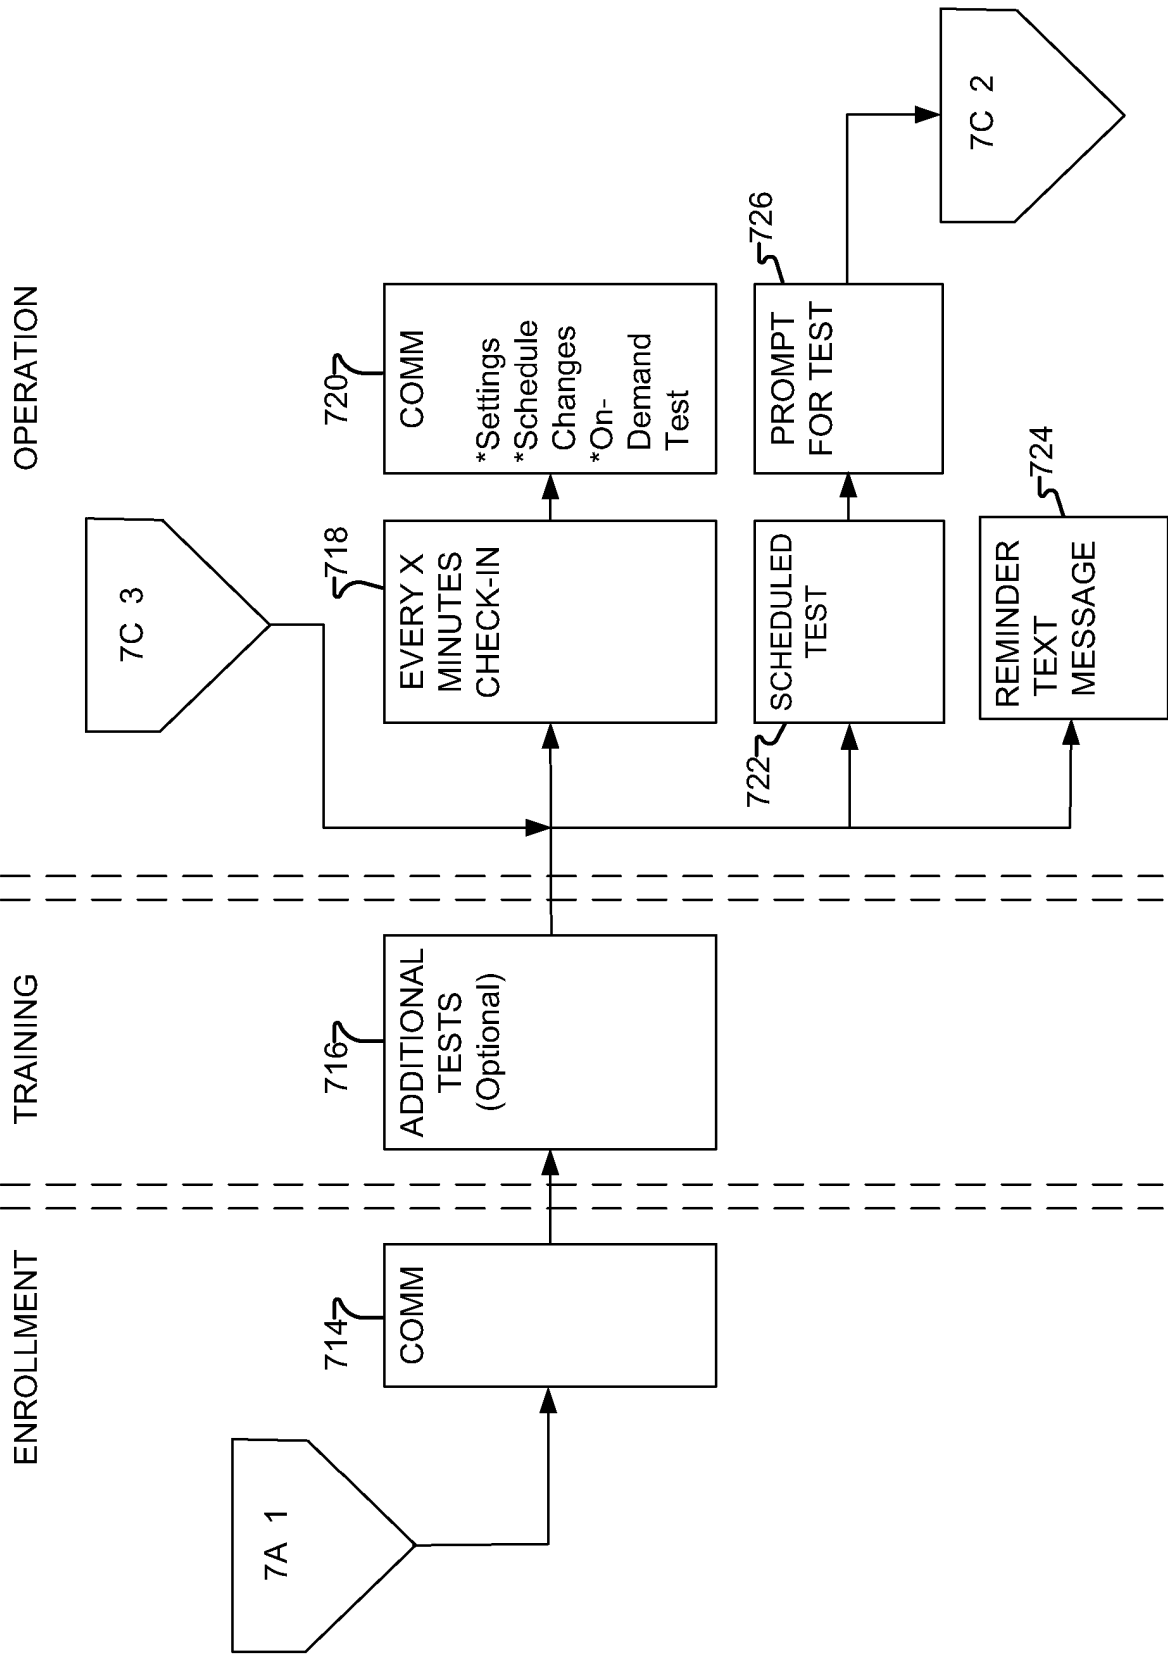 ENROLLMENT
TRAINING
OPERATION
7A 1
714
COMM
716
ADDITIONAL
TESTS
(Optional)
7C 3
718
EVERY X
MINUTES
CHECK-IN
720
COMM
*Settings
*Schedule
Changes
*On-
Demand
Test
722
SCHEDULED
TEST
726
PROMPT
FOR TEST
724
REMINDER
TEXT
MESSAGE
7C 2